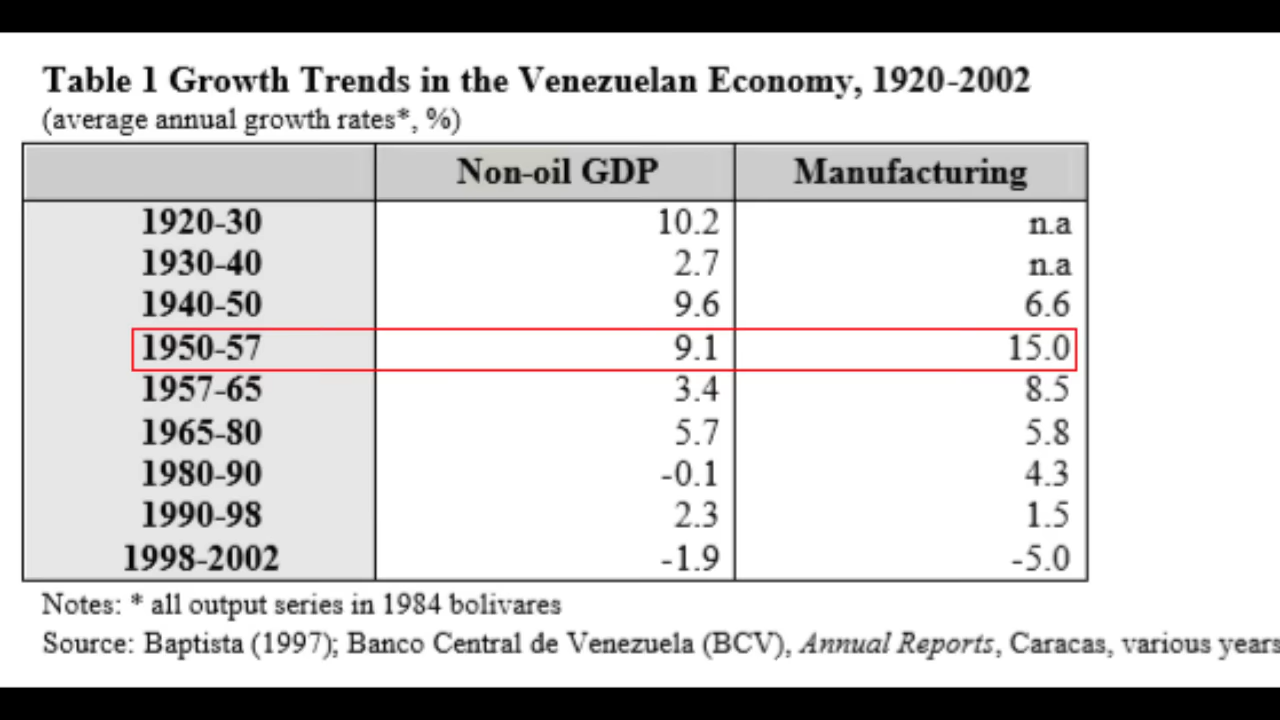 Table 1 Growth Trends in the Venezuelan Economy, 1920-2002
(average annual growth rates*, %)
Non-oil GDP Manufacturing
1920-30 10.2 n.a
1930-40 2.7 n.a
1940-50 9.6 6.6
1950-57 9.1 15.0
1957-65 3.4 8.5
1965-80 5.7 5.8
1980-90 -0.1 4.3
1990-98 2.3 1.5
1998-2002 -1.9 -5.0
Notes: * all output series in 1984 bolivares
Source: Baptista (1997); Banco Central de Venezuela (BCV), Annual Reports, Caracas, various years